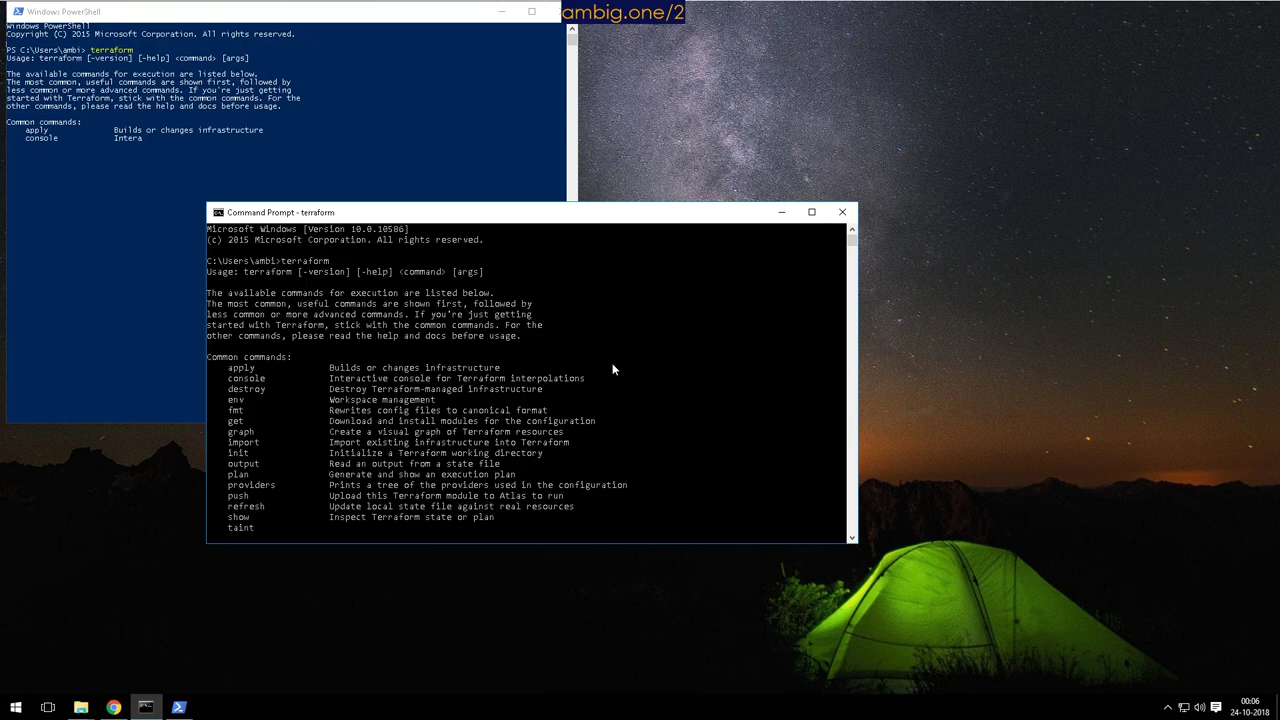 Windows PowerShell
ambig.one/2
Windows PowerShell
Copyright (C) 2015 Microsoft Corporation. All rights reserved.
PS C:\Users\ambi> terraform
Usage: terraform [-version] [-help] <command> [args]
The available commands for execution are listed below.
The most common, useful commands are shown first, followed by
less common or more advanced commands. If you're just getting
started with Terraform, stick with the common commands. For the
other commands, please read the help and docs before usage.
Common commands:
apply Builds or changes infrastructure
console Intera
Command Prompt - terraform
Microsoft Windows [Version 10.0.10586]
(c) 2015 Microsoft Corporation. All rights reserved.
C:\Users\ambi>terraform
Usage: terraform [-version] [-help] <command> [args]
The available commands for execution are listed below.
The most common, useful commands are shown first, followed by
less common or more advanced commands. If you're just getting
started with Terraform, stick with the common commands. For the
other commands, please read the help and docs before usage.
Common commands:
apply Builds or changes infrastructure
console Interactive console for Terraform interpolations
destroy Destroy Terraform-managed infrastructure
env Workspace management
fmt Rewrites config files to canonical format
get Download and install modules for the configuration
graph Create a visual graph of Terraform resources
import Import existing infrastructure into Terraform
init Initialize a Terraform working directory
output Read an output from a state file
plan Generate and show an execution plan
providers Prints a tree of the providers used in the configuration
push Upload this Terraform module to Atlas to run
refresh Update local state file against real resources
show Inspect Terraform state or plan
taint
00:06
24-10-2018